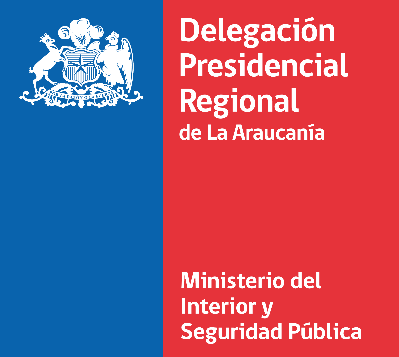 Delegación
Presidencial
Regional
de La Araucanía
Ministerio del
Interior y
Seguridad Pública